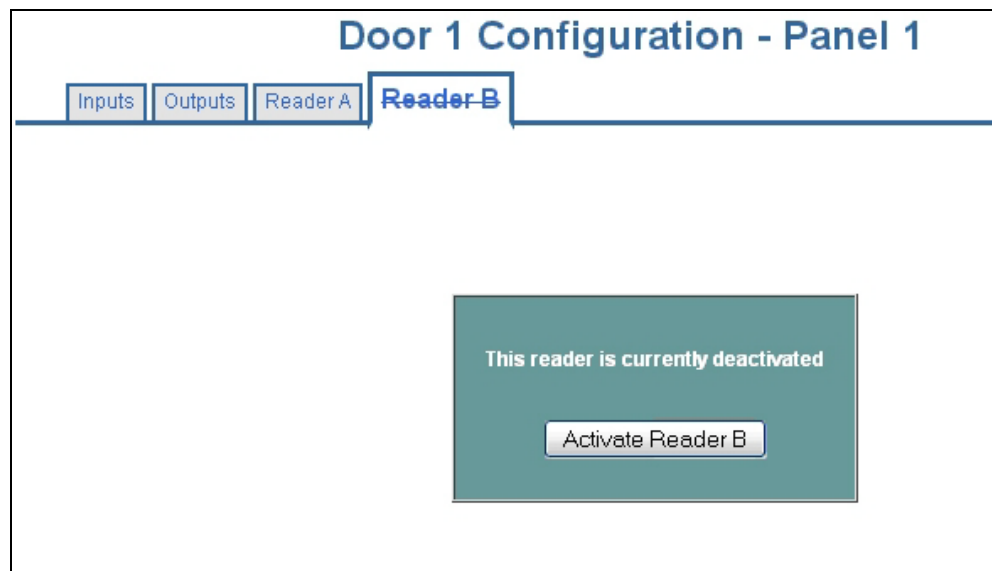 Door 1 Configuration - Panel 1
Inputs Outputs Reader A Reader B
This reader is currently deactivated
Activate Reader B